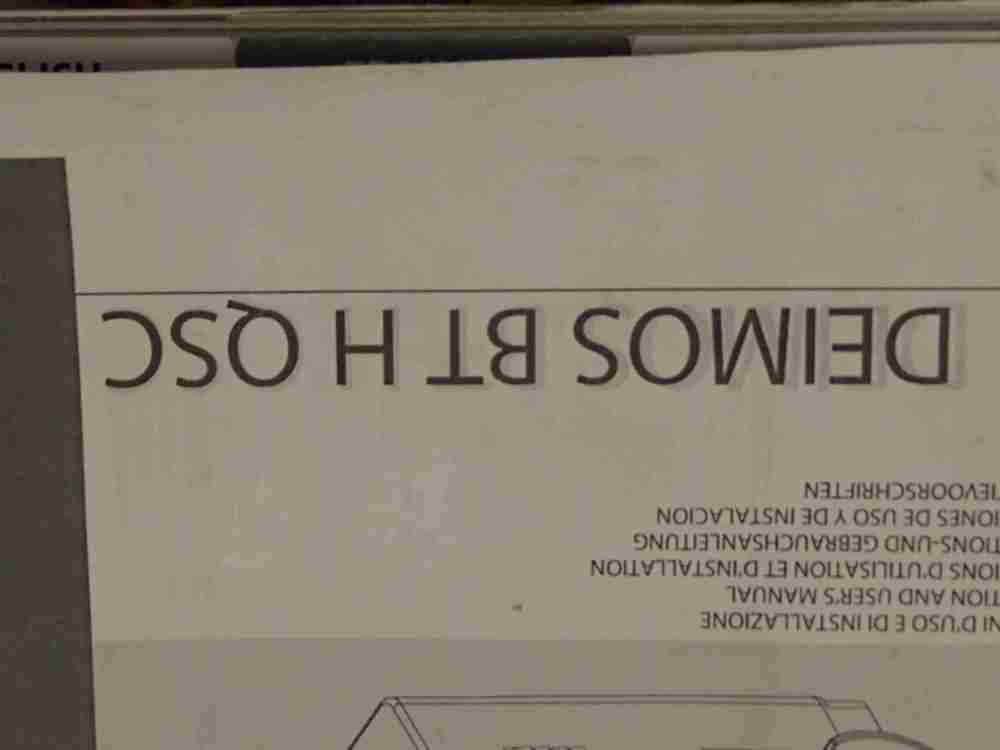 NI D'USO E DI INSTALLAZIONE
TION AND USER'S MANUAL
IONS D'UTILISATION ET D'INSTALLATION
TIONS-UND GEBRAUCHSANLEITUNG
IONES DE USO Y DE INSTALACION
IEVOORSCHRIFTEN
DEIMOS BT H QSC